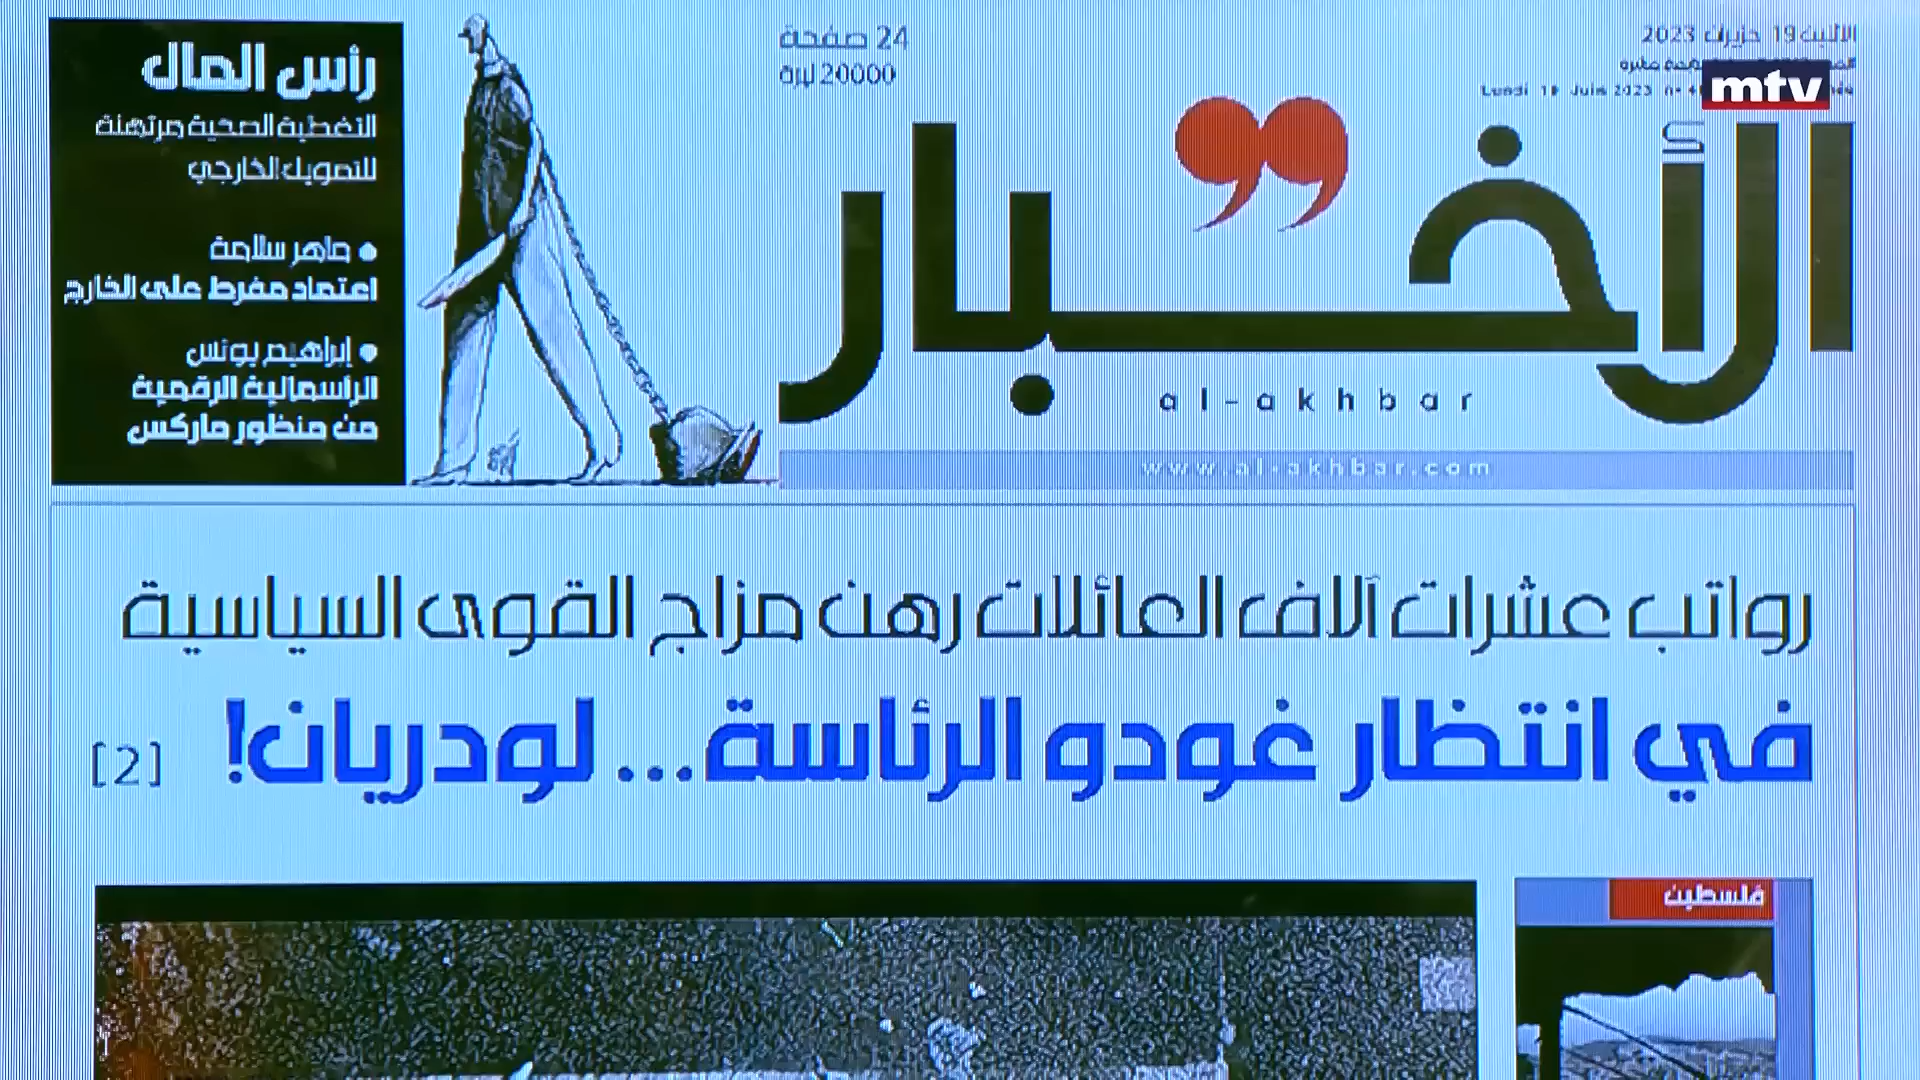 الاثنين 19 حزيران 2023
Lundi 19 Juin 2023 n°
mtv
24 صفحة
20000 ليرة
الأخبار
al-akhbar
www.al-akhbar.com
رأس المال
التغطية الصحية مرتهنة
للتمويل الخارجي
● ماهر سلامة
اعتماد مفرط على الخارج
● إبراهيم يونس
الرأسمالية الرقمية
من منظور ماركس
رواتب عشرات آلاف العائلات رهن مزاج القوى السياسية
في انتظار غودو الرئاسة... لودريان!
[2]
فلسطين